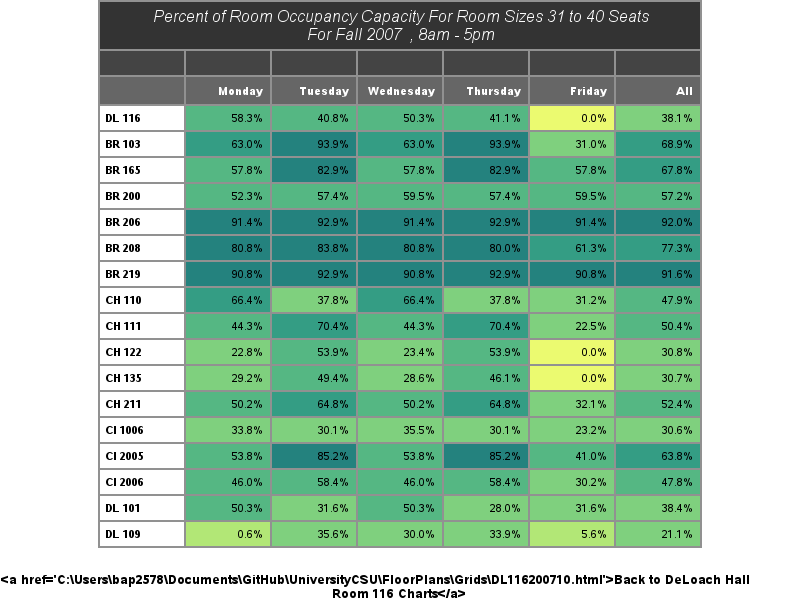 Percent of Room Occupancy Capacity For Room Sizes 31 to 40 Seats
For Fall 2007 , 8am - 5pm
Monday Tuesday Wednesday Thursday Friday All
DL 116 58.3% 40.8% 50.3% 41.1% 0.0% 38.1%
BR 103 63.0% 93.9% 63.0% 93.9% 31.0% 68.9%
BR 165 57.8% 82.9% 57.8% 82.9% 57.8% 67.8%
BR 200 52.3% 57.4% 59.5% 57.4% 59.5% 57.2%
BR 206 91.4% 92.9% 91.4% 92.9% 91.4% 92.0%
BR 208 80.8% 83.8% 80.8% 80.0% 61.3% 77.3%
BR 219 90.8% 92.9% 90.8% 92.9% 90.8% 91.6%
CH 110 66.4% 37.8% 66.4% 37.8% 31.2% 47.9%
CH 111 44.3% 70.4% 44.3% 70.4% 22.5% 50.4%
CH 122 22.8% 53.9% 23.4% 53.9% 0.0% 30.8%
CH 135 29.2% 49.4% 28.6% 46.1% 0.0% 30.7%
CH 211 50.2% 64.8% 50.2% 64.8% 32.1% 52.4%
CI 1006 33.8% 30.1% 35.5% 30.1% 23.2% 30.6%
CI 2005 53.8% 85.2% 53.8% 85.2% 41.0% 63.8%
CI 2006 46.0% 58.4% 46.0% 58.4% 30.2% 47.8%
DL 101 50.3% 31.6% 50.3% 28.0% 31.6% 38.4%
DL 109 0.6% 35.6% 30.0% 33.9% 5.6% 21.1%
<a href='C:\Users\bap2578\Documents\GitHub\UniversityCSU\FloorPlans\Grids\DL116200710.html'>Back to DeLoach Hall
Room 116 Charts</a>